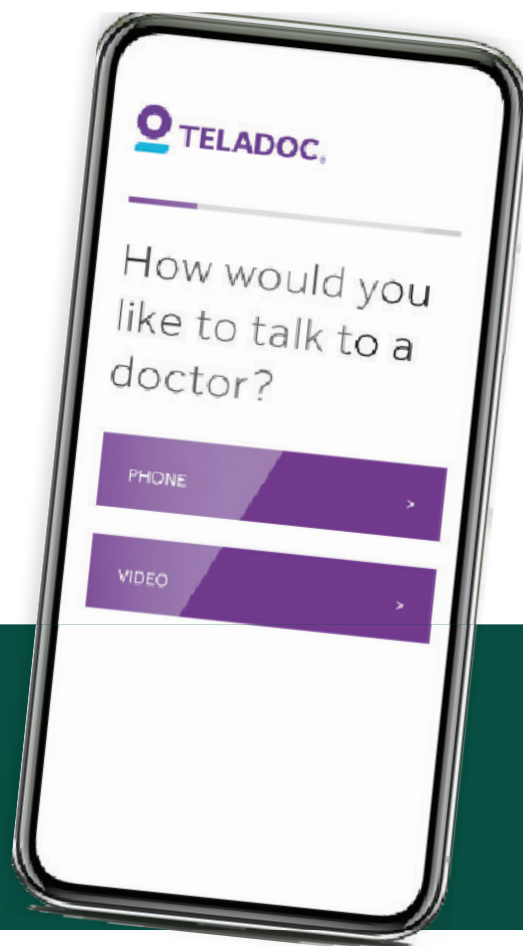 TELADOC®
How would you
like to talk to a
doctor?
PHONE >
VIDEO >